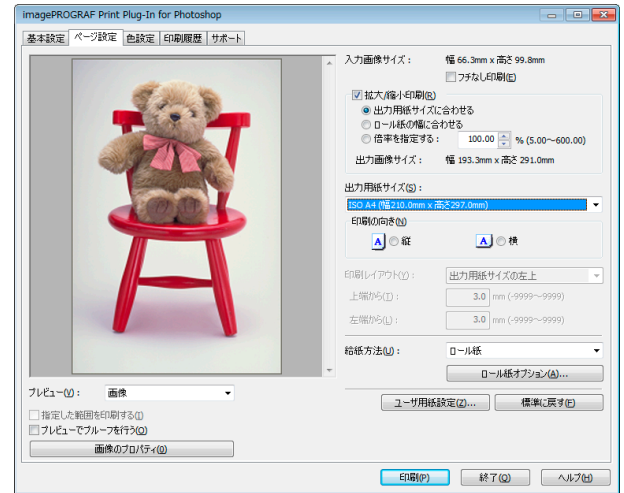 imagePROGRAF Print Plug-In for Photoshop
基本設定 ページ設定 色設定 印刷履歴 サポート
入力画像サイズ： 幅 66.3mm x 高さ 99.8mm
フチなし印刷(E)
拡大/縮小印刷(R)
出力用紙サイズに合わせる
ロール紙の幅に合わせる
倍率を指定する： 100.00 % (5.00～600.00)
出力画像サイズ： 幅 193.3mm x 高さ 291.0mm
出力用紙サイズ(S)：
ISO A4 (幅210.0mm x 高さ297.0mm)
印刷の向き(N)
A 縦 A 横
印刷レイアウト(Y)： 出力用紙サイズの左上
上端から(T)： 3.0 mm (-9999～9999)
左端から(L)： 3.0 mm (-9999～9999)
給紙方法(U)： ロール紙
ロール紙オプション(A)...
プレビュー(V)： 画像
ユーザ用紙設定(Z)... 標準に戻す(F)
指定した範囲を印刷する(I)
プレビューでプルーフを行う(O)
画像のプロパティ(0)
印刷(P) 終了(Q) ヘルプ(H)